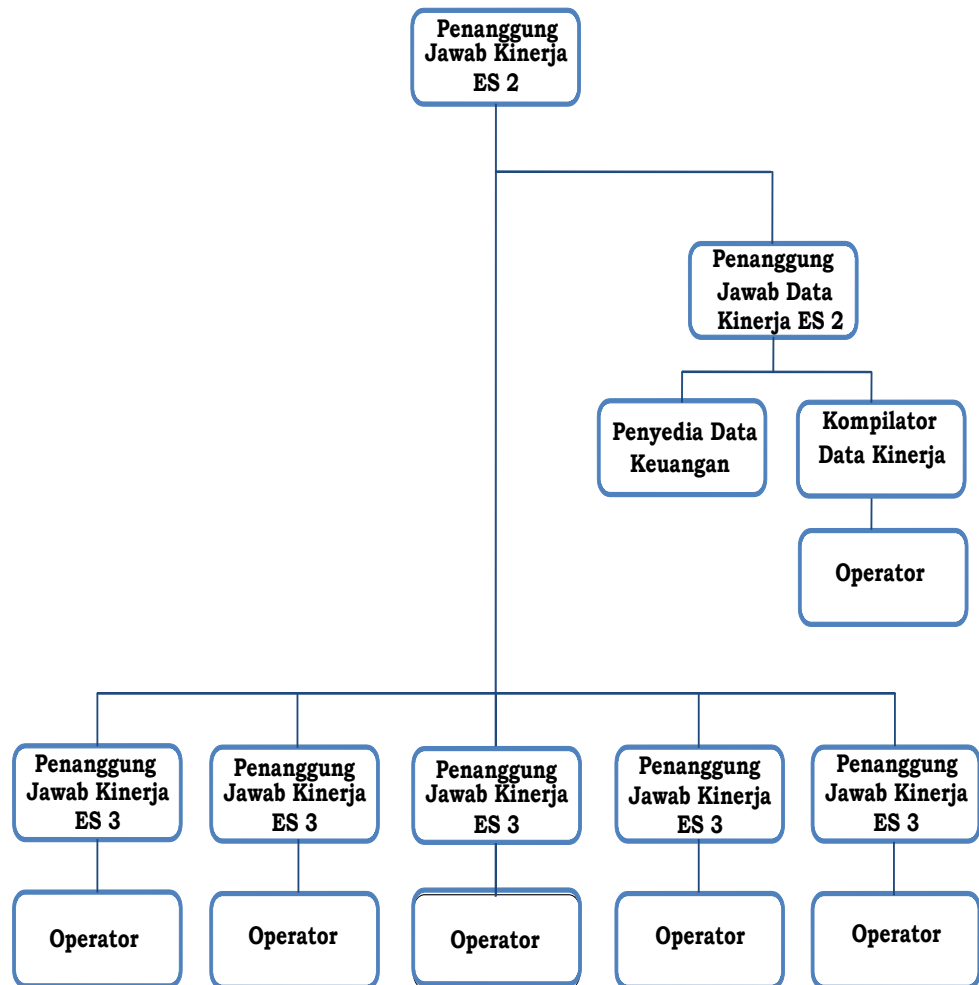 Penanggung
Jawab Kinerja
ES 2
Penanggung
Jawab Data
Kinerja ES 2
Penyedia Data
Keuangan
Kompilator
Data Kinerja
Operator
Penanggung
Jawab Kinerja
ES 3
Penanggung
Jawab Kinerja
ES 3
Penanggung
Jawab Kinerja
ES 3
Penanggung
Jawab Kinerja
ES 3
Penanggung
Jawab Kinerja
ES 3
Operator
Operator
Operator
Operator
Operator